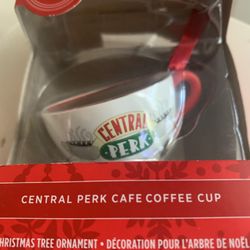 CENTRAL
PERK
CENTRAL PERK CAFE COFFEE CUP
CHRISTMAS TREE ORNAMENT • DÉCORATION POUR L'ARBRE DE NOËL